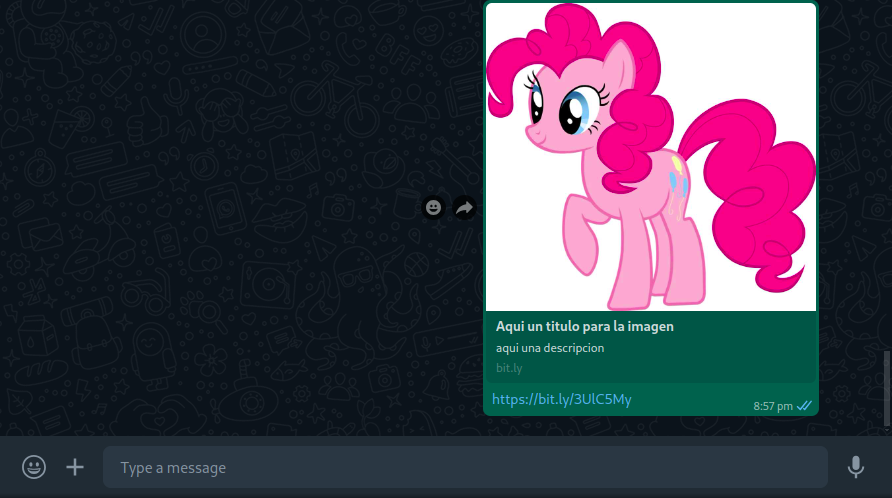 Aqui un titulo para la imagen
aqui una descripcion
bit.ly
https://bit.ly/3UlC5My
8:57 pm
Type a message